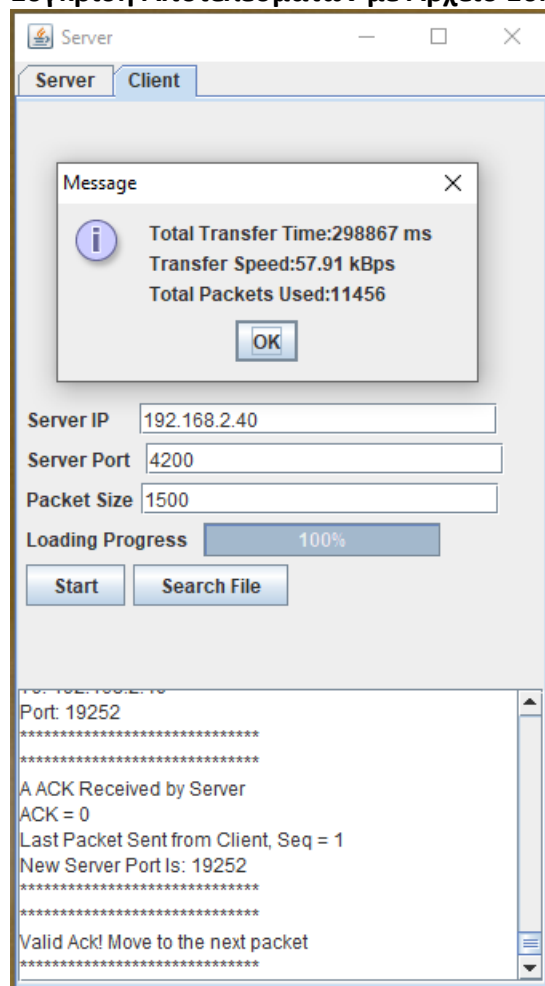 Server
Server Client
Message
Total Transfer Time:298867 ms
Transfer Speed:57.91 kBps
Total Packets Used:11456
OK
Server IP 192.168.2.40
Server Port 4200
Packet Size 1500
Loading Progress 100%
Start Search File
Port: 19252
******************************
******************************
A ACK Received by Server
ACK = 0
Last Packet Sent from Client, Seq = 1
New Server Port Is: 19252
******************************
******************************
Valid Ack! Move to the next packet
******************************